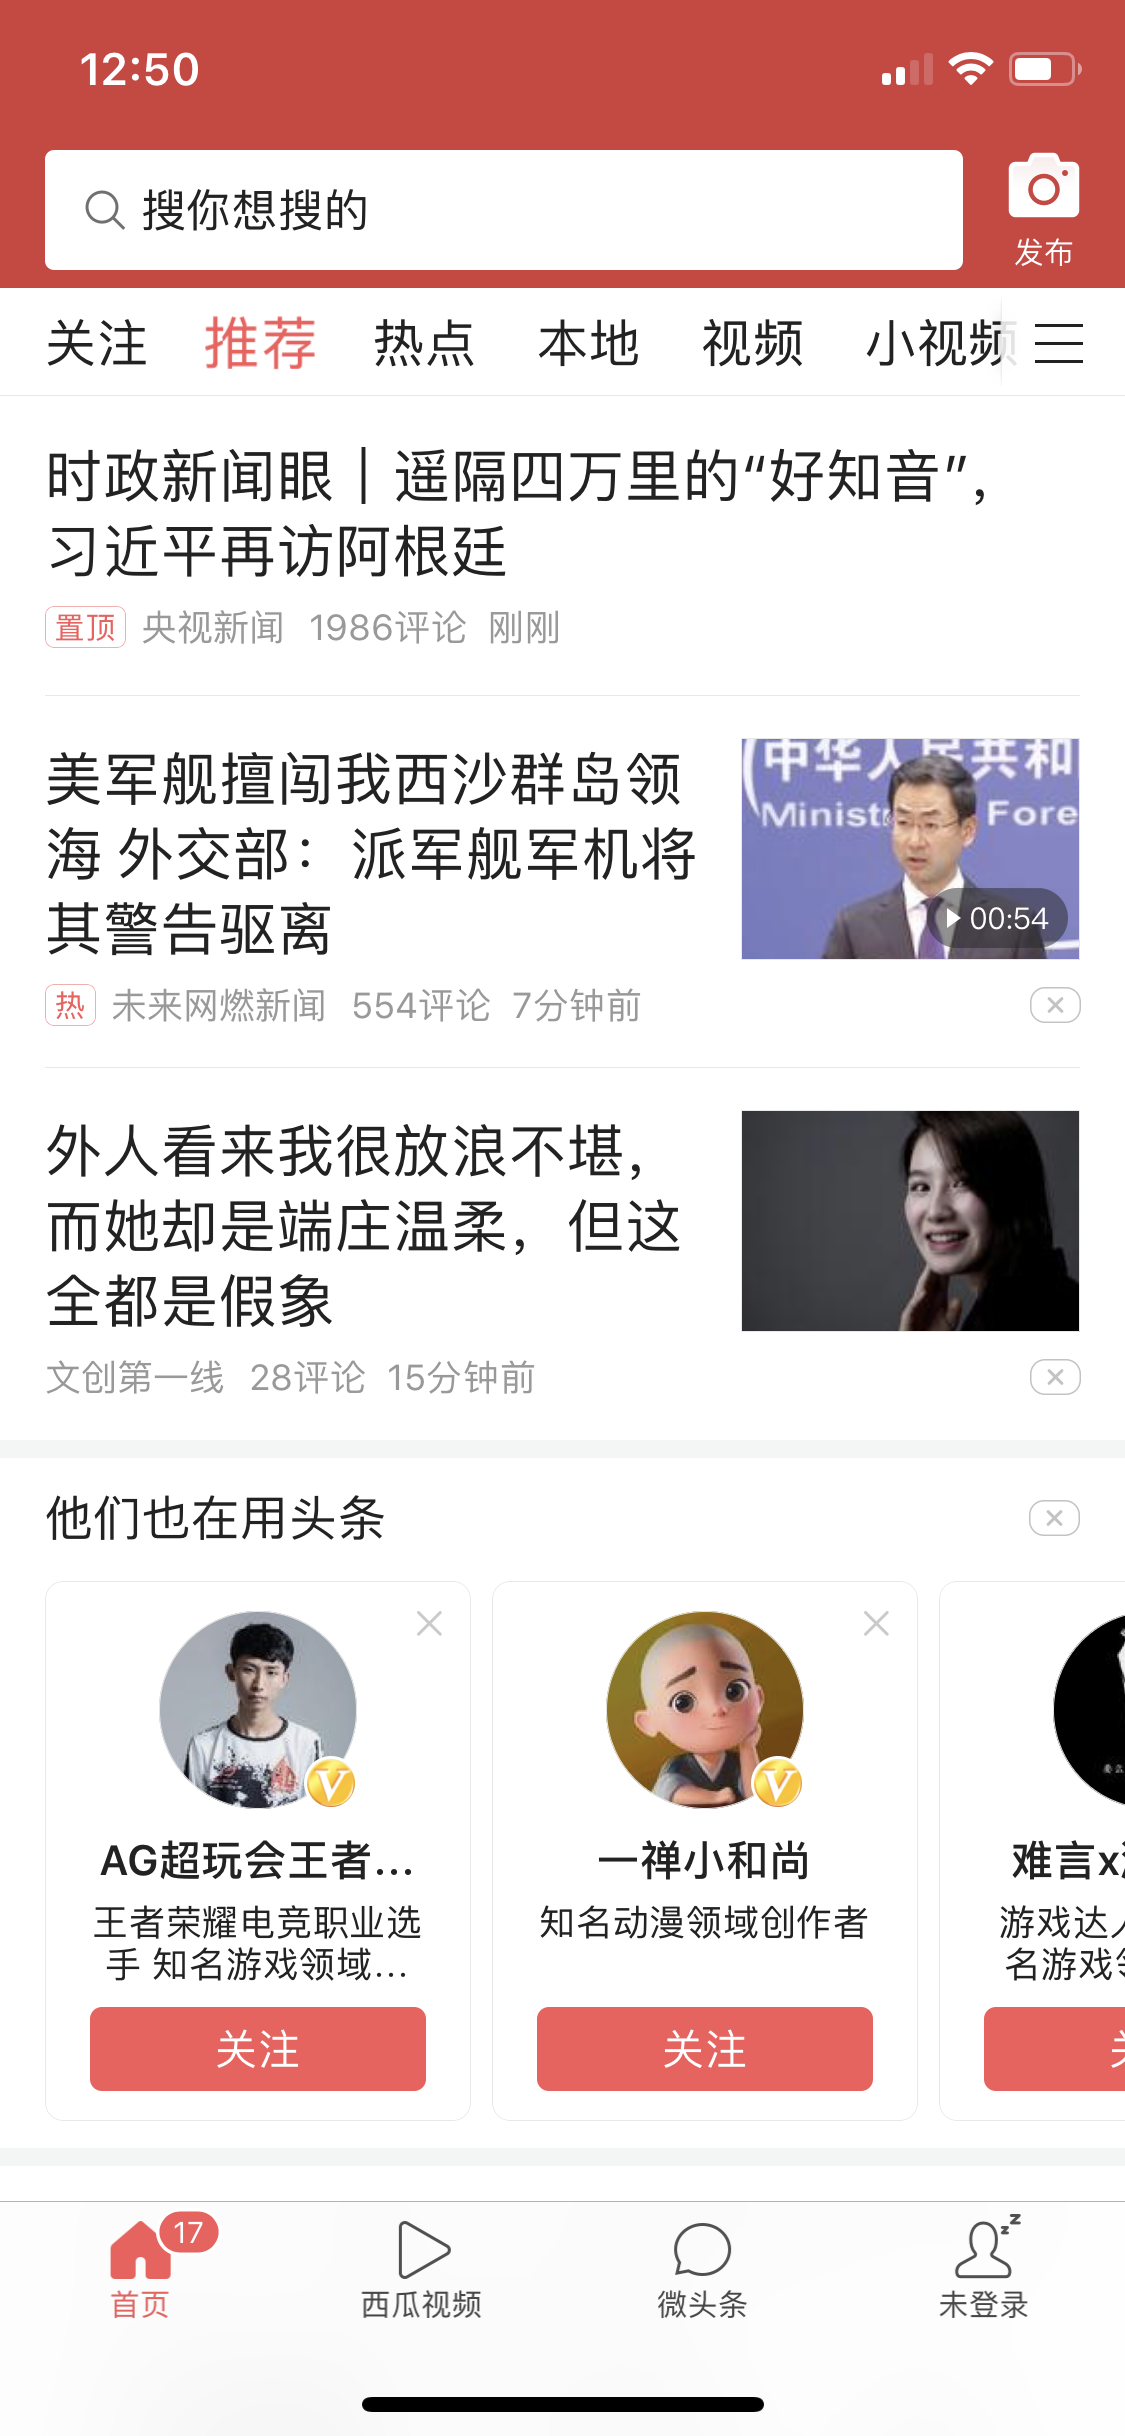 12:50
搜你想搜的
发布
关注 推荐 热点 本地 视频 小视频
时政新闻眼｜遥隔四万里的“好知音”，
习近平再访阿根廷
置顶 央视新闻 1986评论 刚刚
美军舰擅闯我西沙群岛领
海 外交部：派军舰军机将
其警告驱离
中华人民共和
Minist Fore
00:54
热 未来网燃新闻 554评论 7分钟前
外人看来我很放浪不堪，
而她却是端庄温柔，但这
全都是假象
文创第一线 28评论 15分钟前
他们也在用头条
AG超玩会王者...
王者荣耀电竞职业选
手 知名游戏领域...
关注
一禅小和尚
知名动漫领域创作者
关注
难言x
游戏达
名游戏
17
首页 西瓜视频 微头条 未登录